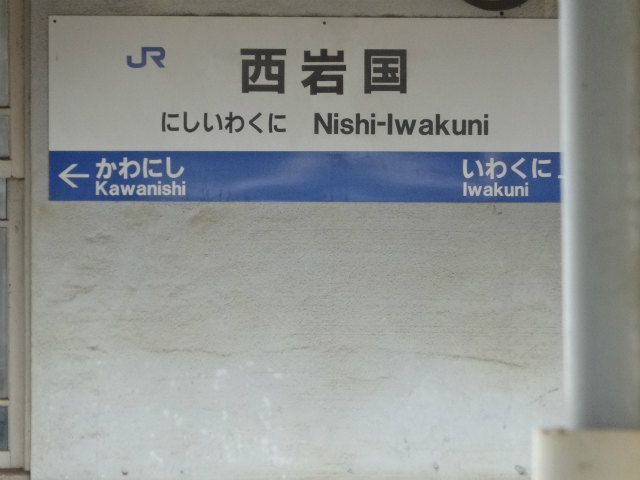 JR 西岩国
にしいわくに Nishi-Iwakuni
← かわにし いわくに
Kawanishi Iwakuni